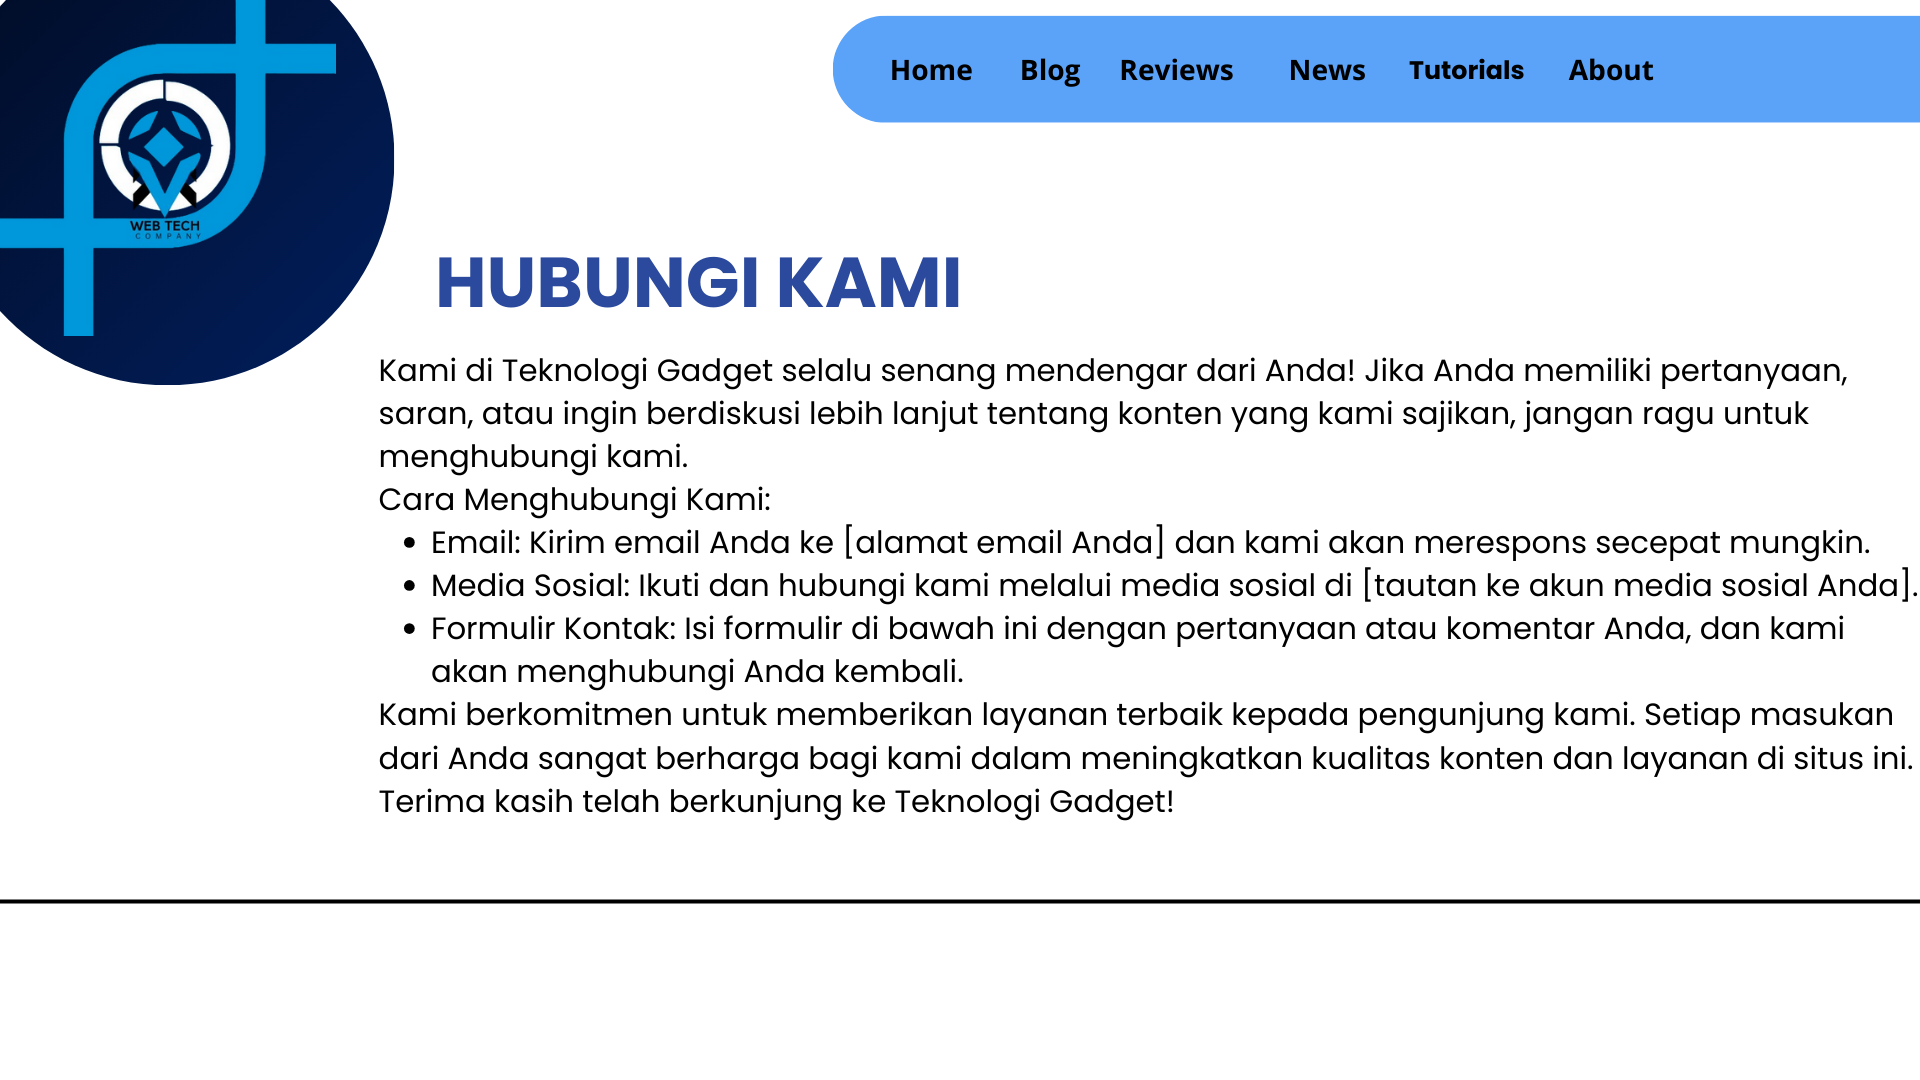 Home Blog Reviews News Tutorials About
WEB TECH
COMPANY
HUBUNGI KAMI
Kami di Teknologi Gadget selalu senang mendengar dari Anda! Jika Anda memiliki pertanyaan,
saran, atau ingin berdiskusi lebih lanjut tentang konten yang kami sajikan, jangan ragu untuk
menghubungi kami.
Cara Menghubungi Kami:
• Email: Kirim email Anda ke [alamat email Anda] dan kami akan merespons secepat mungkin.
• Media Sosial: Ikuti dan hubungi kami melalui media sosial di [tautan ke akun media sosial Anda].
• Formulir Kontak: Isi formulir di bawah ini dengan pertanyaan atau komentar Anda, dan kami
akan menghubungi Anda kembali.
Kami berkomitmen untuk memberikan layanan terbaik kepada pengunjung kami. Setiap masukan
dari Anda sangat berharga bagi kami dalam meningkatkan kualitas konten dan layanan di situs ini.
Terima kasih telah berkunjung ke Teknologi Gadget!